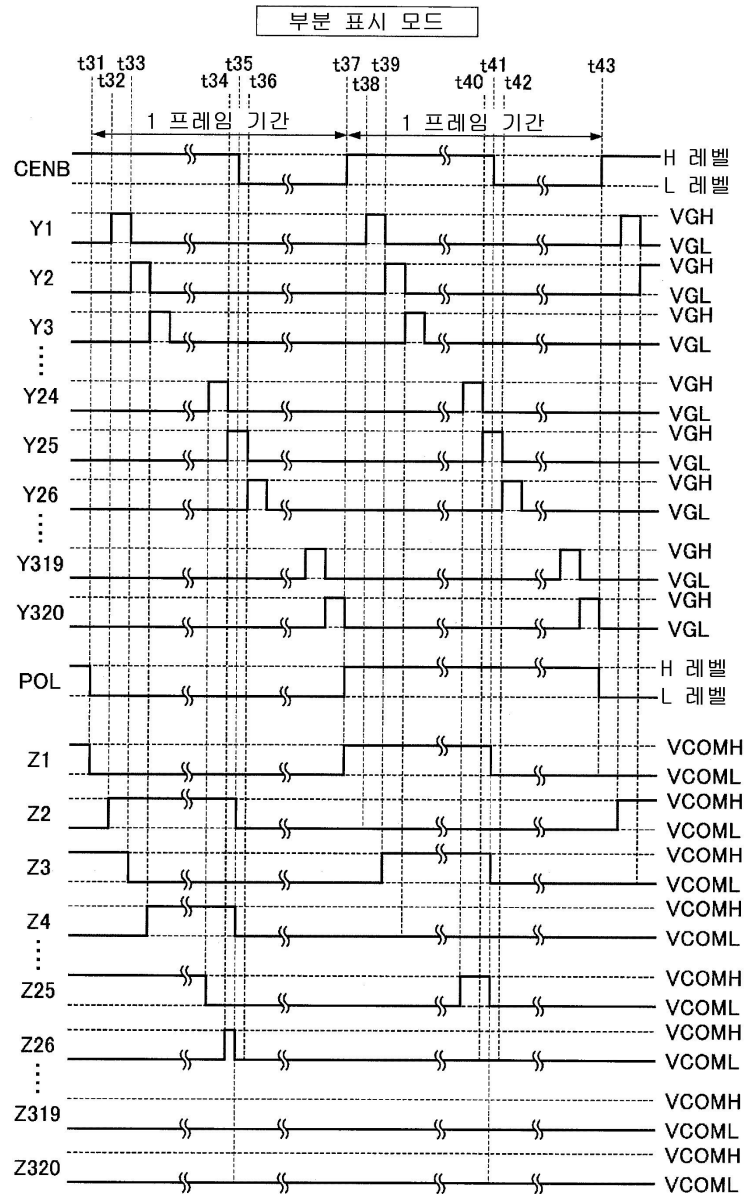 부분 표시 모드
t31 t33 t35 t37 t39 t41 t43
t32 t34 t36 t38 t40 t42
1 프레임 기간 1 프레임 기간
CENB H 레벨
L 레벨
Y1 VGH
VGL
Y2 VGH
VGL
Y3 VGH
VGL
Y24 VGH
VGL
Y25 VGH
VGL
Y26 VGH
VGL
Y319 VGH
VGL
Y320 VGH
VGL
POL H 레벨
L 레벨
Z1 VCOMH
VCOML
Z2 VCOMH
VCOML
Z3 VCOMH
VCOML
Z4 VCOMH
VCOML
Z25 VCOMH
VCOML
Z26 VCOMH
VCOML
Z319 VCOMH
VCOML
Z320 VCOMH
VCOML